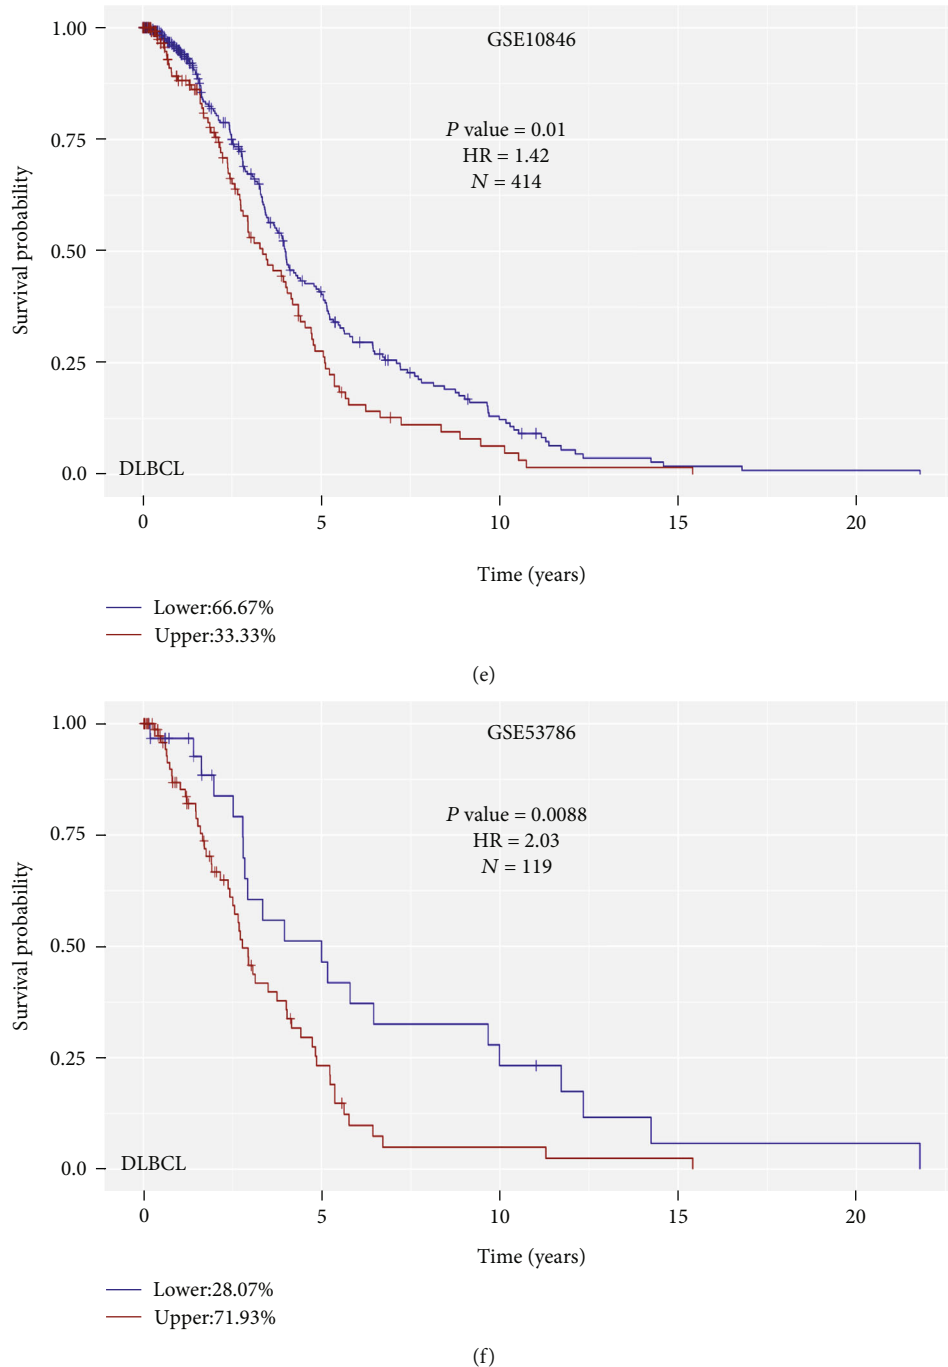 1.00
GSE10846
P value = 0.01
HR = 1.42
N = 414
0.75
0.50
0.25
0.0
Survival probability
DLBCL
0 5 10 15 20
Time (years)
Lower:66.67%
Upper:33.33%
(e)
1.00
GSE53786
P value = 0.0088
HR = 2.03
N = 119
0.75
0.50
0.25
0.0
Survival probability
DLBCL
0 5 10 15 20
Time (years)
Lower:28.07%
Upper:71.93%
(f)